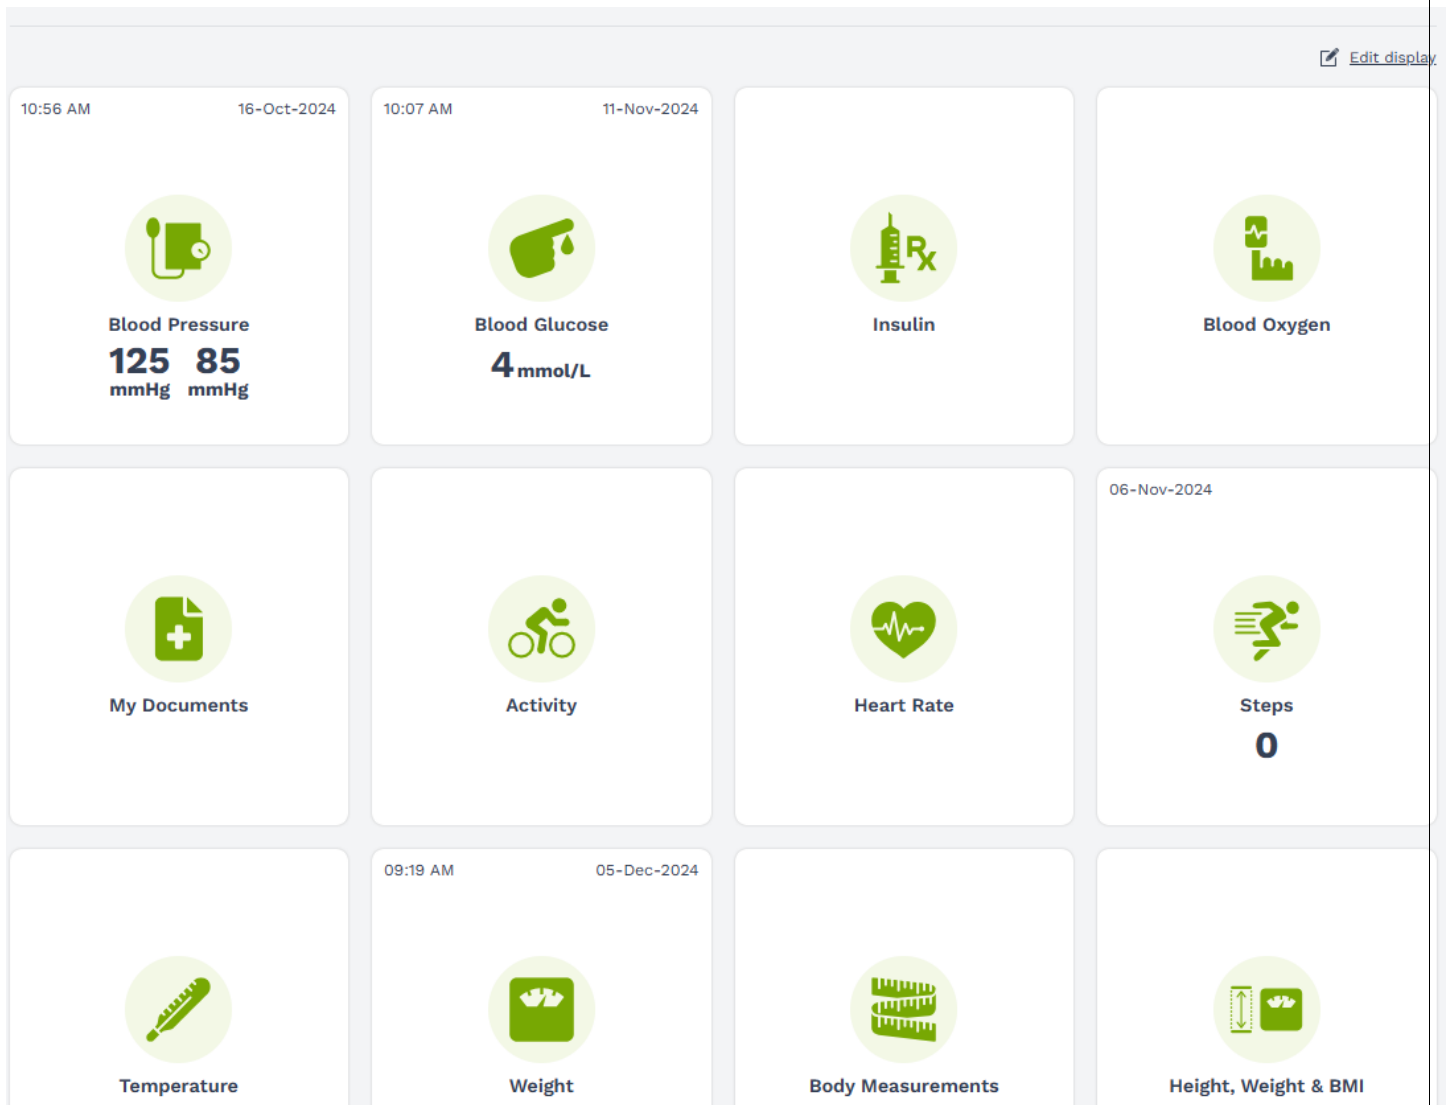 Edit display
10:56 AM 16-Oct-2024
Blood Pressure
125 85
mmHg mmHg
10:07 AM 11-Nov-2024
Blood Glucose
4 mmol/L
Rx
Insulin
Blood Oxygen
My Documents
Activity
Heart Rate
06-Nov-2024
Steps
0
Temperature
09:19 AM 05-Dec-2024
Weight
Body Measurements
Height, Weight & BMI